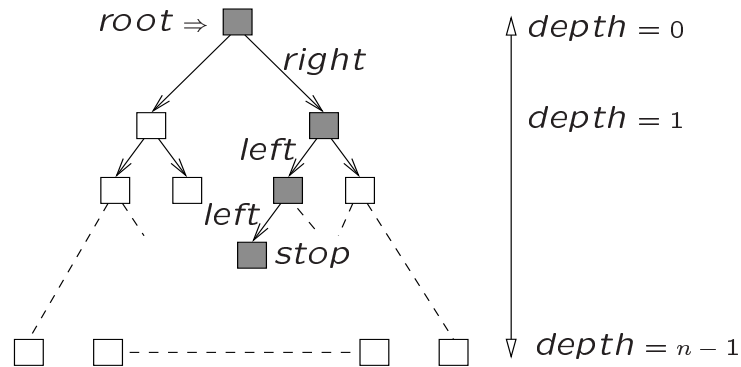 root ⇒
depth = 0
right
depth = 1
left
left
stop
depth = n − 1